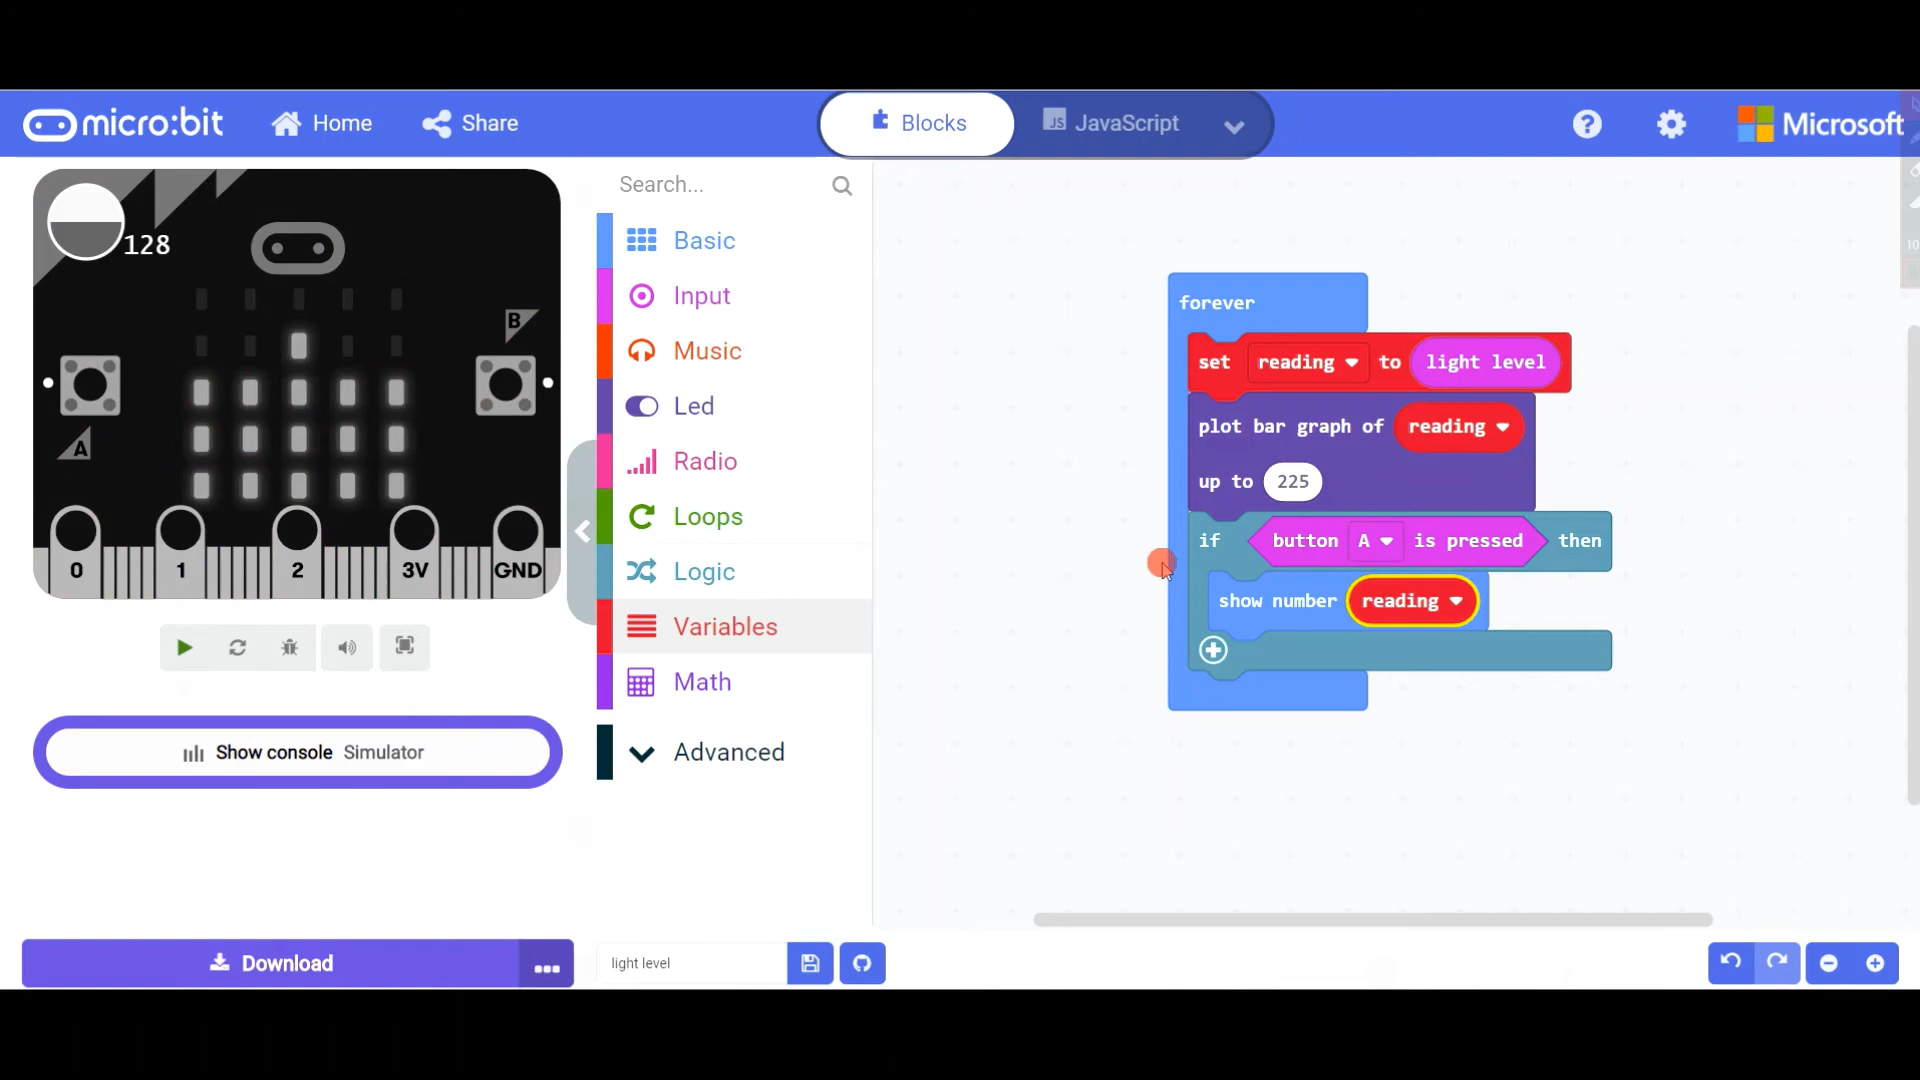 micro:bit
Home
Share
Blocks
JS JavaScript
Microsoft
128
B
A
0 1 2 3V GND
Show console Simulator
Download
Search...
Basic
Input
Music
Led
Radio
Loops
Logic
Variables
Math
Advanced
light level
forever
set reading to light level
plot bar graph of reading
up to 225
if button A is pressed then
show number reading
10